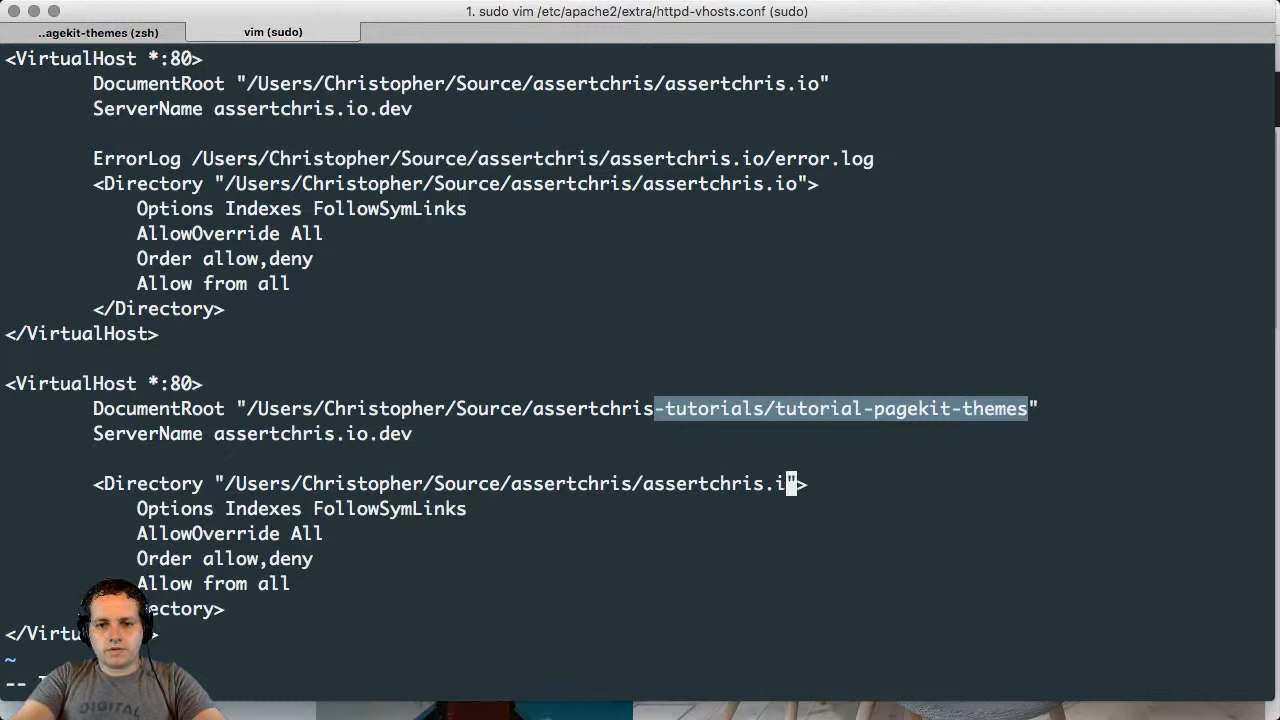 1. sudo vim /etc/apache2/extra/httpd-vhosts.conf (sudo)
..agekit-themes (zsh)
vim (sudo)
<VirtualHost *:80>
DocumentRoot "/Users/Christopher/Source/assertchris/assertchris.io"
ServerName assertchris.io.dev
ErrorLog /Users/Christopher/Source/assertchris/assertchris.io/error.log
<Directory "/Users/Christopher/Source/assertchris/assertchris.io">
Options Indexes FollowSymLinks
AllowOverride All
Order allow,deny
Allow from all
</Directory>
</VirtualHost>
<VirtualHost *:80>
DocumentRoot "/Users/Christopher/Source/assertchris-tutorials/tutorial-pagekit-themes"
ServerName assertchris.io.dev
<Directory "/Users/Christopher/Source/assertchris/assertchris.i">
Options Indexes FollowSymLinks
AllowOverride All
Order allow,deny
Allow from all
ectory>
</Virtu >
~
--
DIGITAL